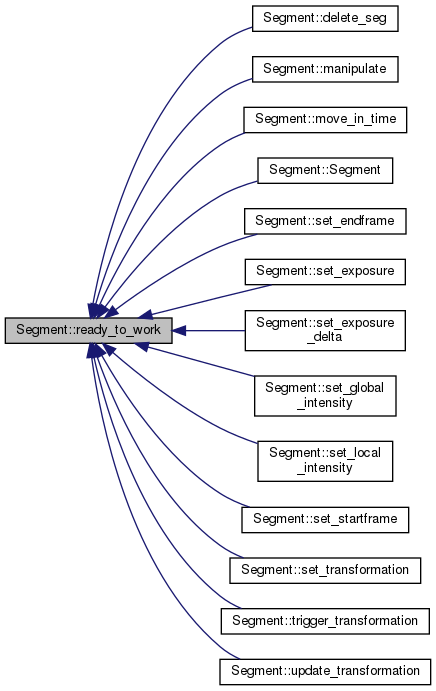 Segment::delete_seg
Segment::manipulate
Segment::move_in_time
Segment::Segment
Segment::set_endframe
Segment::set_exposure
Segment::ready_to_work
Segment::set_exposure
_delta
Segment::set_global
_intensity
Segment::set_local
_intensity
Segment::set_startframe
Segment::set_transformation
Segment::trigger_transformation
Segment::update_transformation